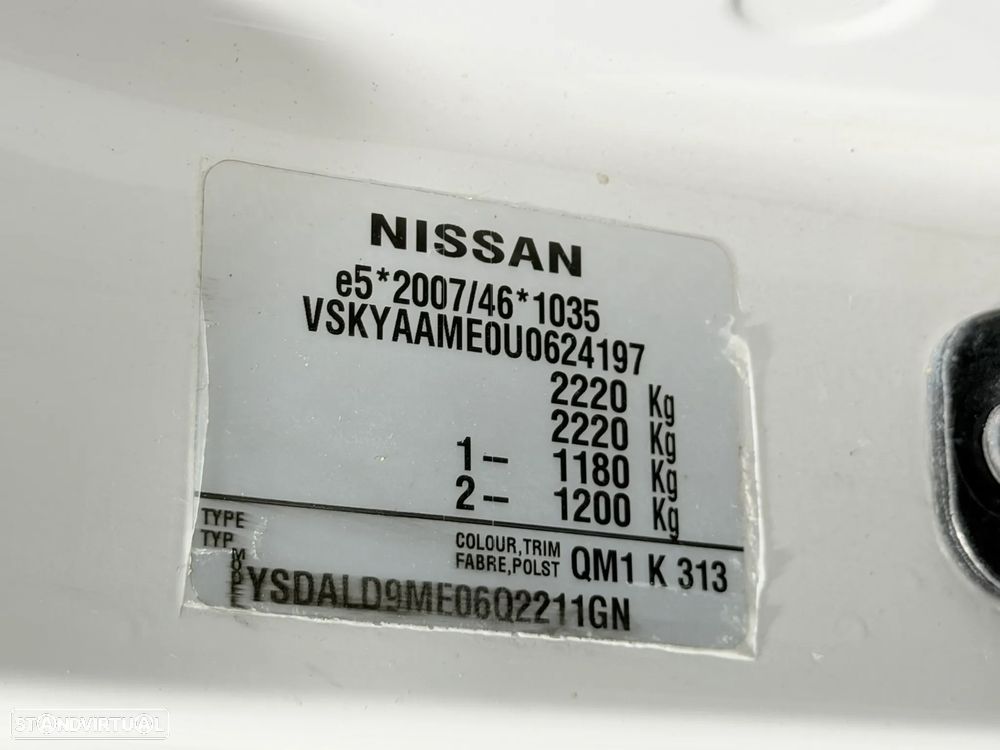 NISSAN
e5*2007/46*1035
VSKYAAME0U0624197
2220 Kg
2220 Kg
1-- 1180 Kg
2-- 1200 Kg
TYPE
TYP
COLOUR,TRIM QM1 K 313
FABRE,POLST
MODEL YSDALD9ME06Q2211GN
STANDVIRTUAL